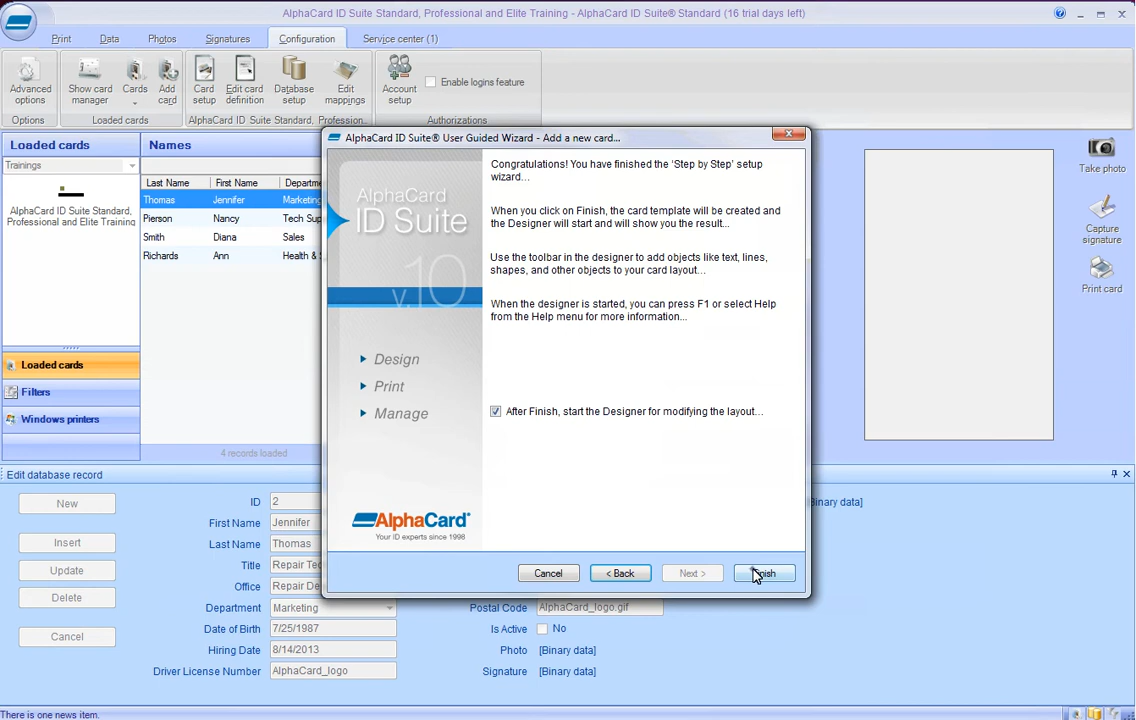 AlphaCard ID Suite Standard, Professional and Elite Training - AlphaCard ID Suite® Standard (16 trial days left)
Print Data Photos Signatures Configuration Service center (1)
Advanced options
Show card manager
Cards
Add card
Card setup
Edit card definition
Database setup
Edit mappings
Account setup
Enable logins feature
Options Loaded cards AlphaCard ID Suite Standard, Profession... Authorizations
Loaded cards
Trainings
AlphaCard ID Suite Standard,
Professional and Elite Training
Loaded cards
Filters
Windows printers
Names
Last Name First Name Departme
Thomas Jennifer Marketing
Pierson Nancy Tech Sup
Smith Diana Sales
Richards Ann Health &
4 records loaded
AlphaCard ID Suite® User Guided Wizard - Add a new card...
AlphaCard
ID Suite
v.10
Design
Print
Manage
AlphaCard®
Your ID experts since 1998
Congratulations! You have finished the 'Step by Step' setup
wizard...
When you click on Finish, the card template will be created and
the Designer will start and will show you the result...
Use the toolbar in the designer to add objects like text, lines,
shapes, and other objects to your card layout...
When the designer is started, you can press F1 or select Help
from the Help menu for more information...
After Finish, start the Designer for modifying the layout...
Cancel < Back Next > Finish
Take photo
Capture
signature
Print card
Edit database record
New
Insert
Update
Delete
Cancel
ID 2
First Name Jennifer
Last Name Thomas
Title Repair Tec
Office Repair De
Department Marketing
Date of Birth 7/25/1987
Hiring Date 8/14/2013
Driver License Number AlphaCard_logo
Binary data]
Postal Code AlphaCard_logo.gif
Is Active No
Photo [Binary data]
Signature [Binary data]
There is one news item.